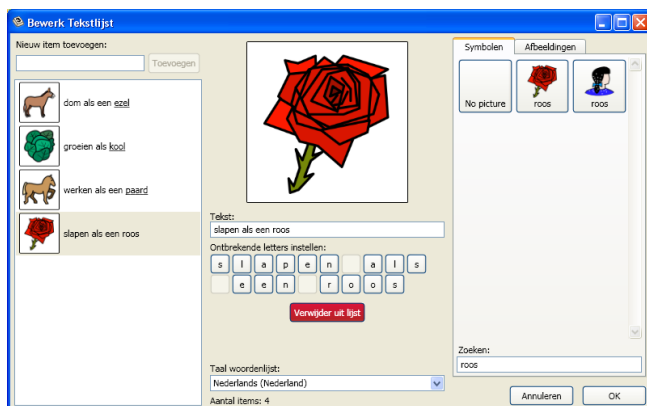 Bewerk Tekstlijst
Nieuw item toevoegen:
Toevoegen
dom als een ezel
groeien als kool
werken als een paard
slapen als een roos
Tekst:
slapen als een roos
Ontbrekende letters instellen:
s l a p e n a l s
e e n r o o s
Verwijder uit lijst
Taal woordenlijst:
Nederlands (Nederland)
Aantal items: 4
Symbolen Afbeeldingen
No picture roos roos
Zoeken:
roos
Annuleren OK